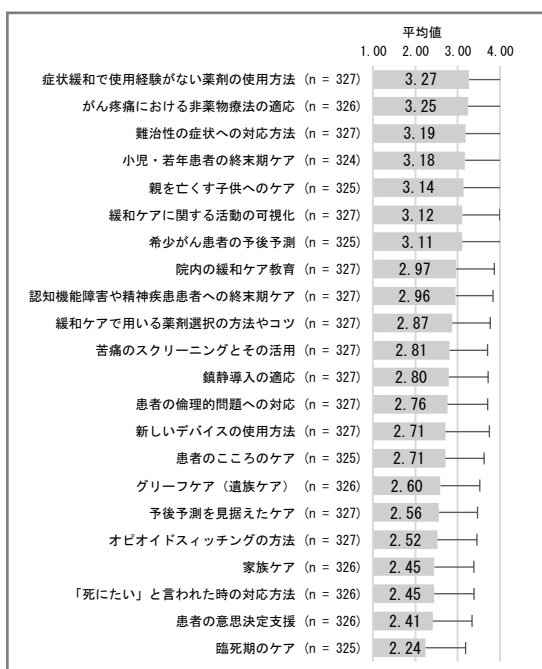 平均値
1.00 2.00 3.00 4.00
症状緩和で使用経験がない薬剤の使用方法 (n = 327) 3.27
がん疼痛における非薬物療法の適応 (n = 326) 3.25
難治性の症状への対応方法 (n = 327) 3.19
小児・若年患者の終末期ケア (n = 324) 3.18
親を亡くす子供へのケア (n = 325) 3.14
緩和ケアに関する活動の可視化 (n = 327) 3.12
希少がん患者の予後予測 (n = 325) 3.11
院内の緩和ケア教育 (n = 327) 2.97
認知機能障害や精神疾患患者への終末期ケア (n = 327) 2.96
緩和ケアで用いる薬剤選択の方法やコツ (n = 327) 2.87
苦痛のスクリーニングとその活用 (n = 327) 2.81
鎮静導入の適応 (n = 327) 2.80
患者の倫理的問題への対応 (n = 327) 2.76
新しいデバイスの使用方法 (n = 327) 2.71
患者のこころのケア (n = 325) 2.71
グリーフケア（遺族ケア） (n = 326) 2.60
予後予測を見据えたケア (n = 327) 2.56
オピオイドスィッチングの方法 (n = 327) 2.52
家族ケア (n = 326) 2.45
「死にたい」と言われた時の対応方法 (n = 326) 2.45
患者の意思決定支援 (n = 326) 2.41
臨死期のケア (n = 325) 2.24